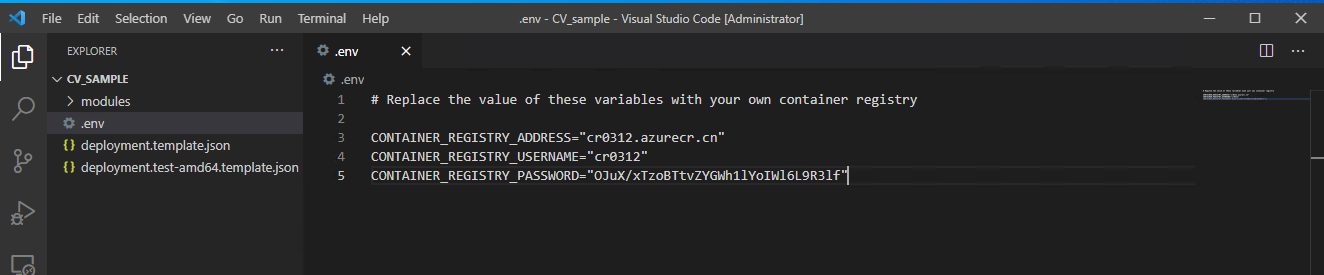 File Edit Selection View Go Run Terminal Help .env - CV_sample - Visual Studio Code [Administrator]
EXPLORER ···
CV_SAMPLE
modules
.env
deployment.template.json
deployment.test-amd64.template.json
.env
.env
1 # Replace the value of these variables with your own container registry
2
3 CONTAINER_REGISTRY_ADDRESS="cr0312.azurecr.cn"
4 CONTAINER_REGISTRY_USERNAME="cr0312"
5 CONTAINER_REGISTRY_PASSWORD="OJuX/xTzoBTtvZYGWh1lYoIWl6L9R3lf"